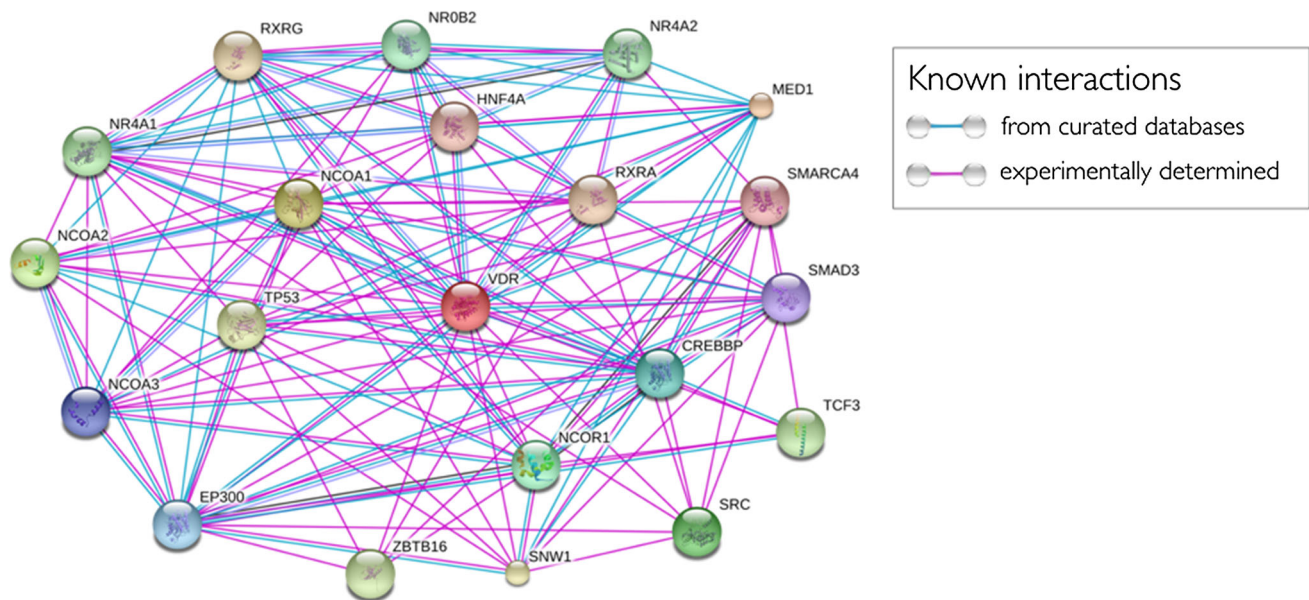 NR0B2
RXRG
NR4A2
MED1
HNF4A
NR4A1
NCOA1
RXRA
SMARCA4
NCOA2
SMAD3
VDR
TP53
CREBBP
NCOA3
TCF3
NCOR1
EP300
SRC
ZBTB16
SNW1
Known interactions
from curated databases
experimentally determined